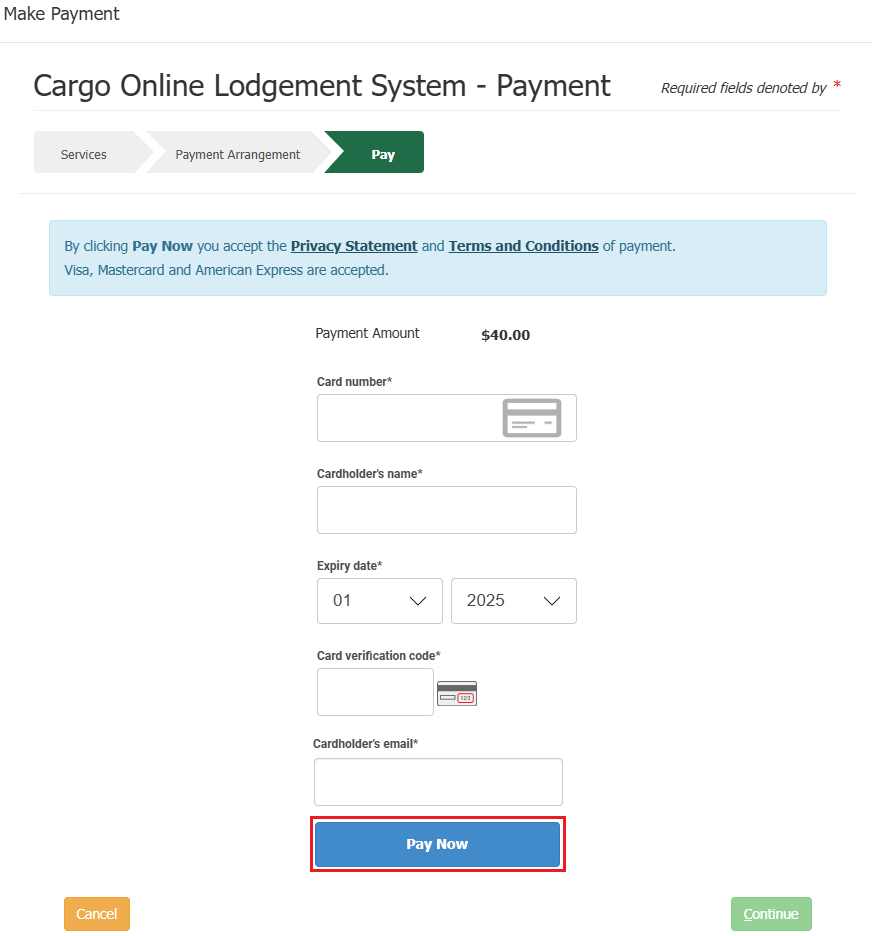 Make Payment
Cargo Online Lodgement System - Payment
Required fields denoted by *
Services
Payment Arrangement
Pay
By clicking Pay Now you accept the Privacy Statement and Terms and Conditions of payment.
Visa, Mastercard and American Express are accepted.
Payment Amount $40.00
Card number*
Cardholder's name*
Expiry date*
01 2025
Card verification code*
123
Cardholder's email*
Pay Now
Cancel
Continue